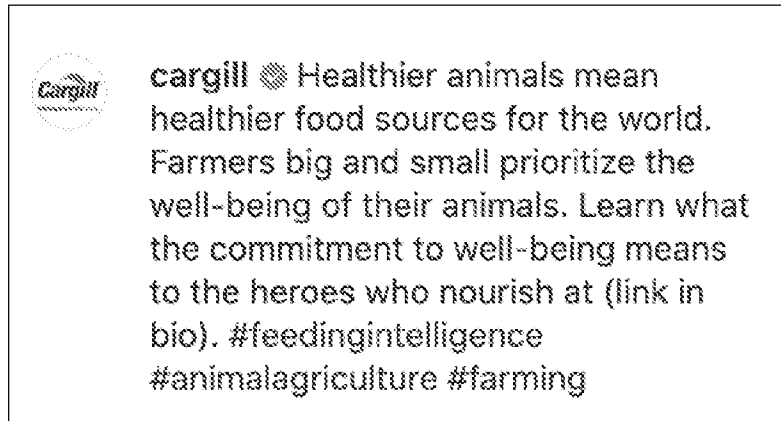 Cargill
cargill Healthier animals mean
healthier food sources for the world.
Farmers big and small prioritize the
well-being of their animals. Learn what
the commitment to well-being means
to the heroes who nourish at (link in
bio). #feedingintelligence
#animalagriculture #farming